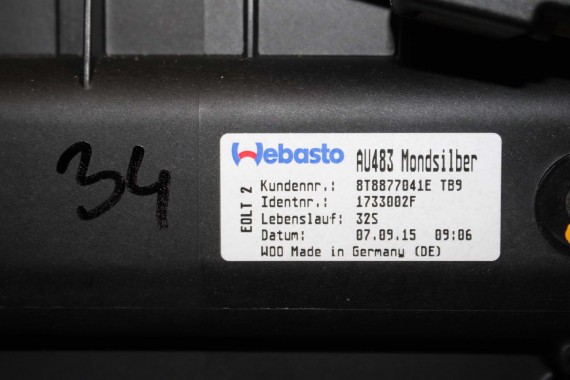 34
Webasto AU483 Mondsilber
EOLT 2
Kundennr.: 8T8877041E TB9
Identnr.: 1733002F
Lebenslauf: 32S
Datum: 07.09.15 09:06
WOO Made in Germany (DE)